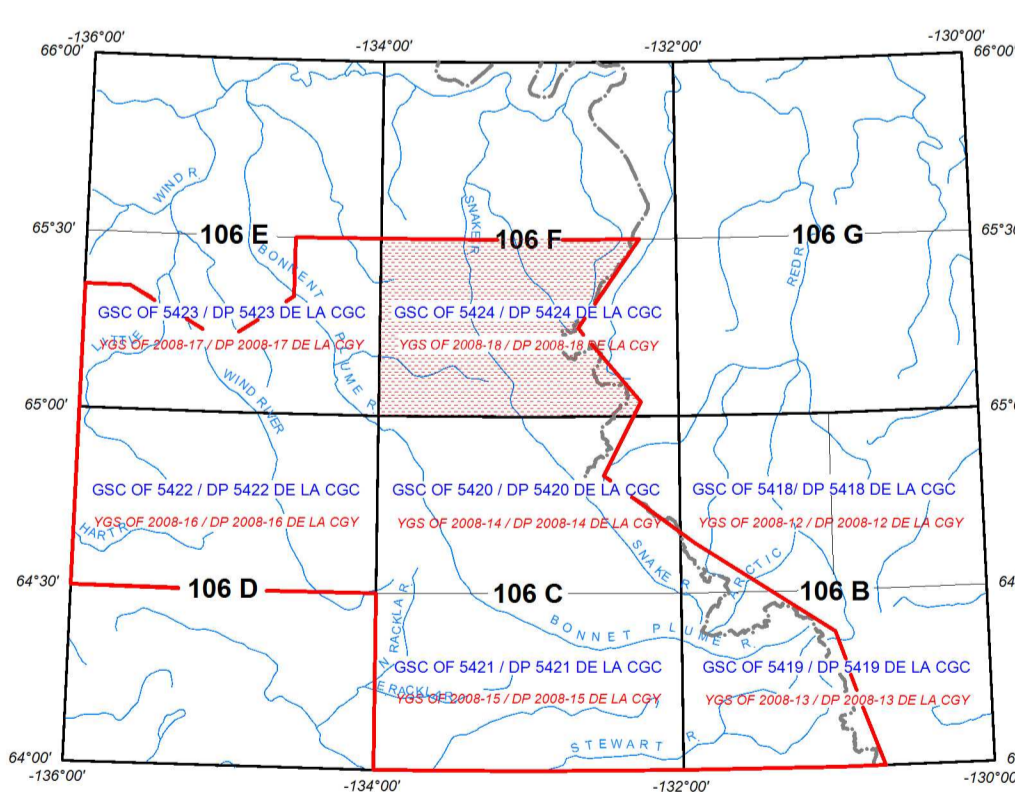 -136°00'
-134°00'
-132°00'
-130°00'
66°00'
66°00'
WIND R.
SNAKE R.
RED R.
65°30'
106 E
106 F
106 G
65°30'
BONNENT PLUME R.
GSC OF 5423 / DP 5423 DE LA CGC
GSC OF 5424 / DP 5424 DE LA CGC
LITTLE
YGS OF 2008-17 / DP 2008-17 DE LA CGY
YGS OF 2008-18 / DP 2008-18 DE LA CGY
WIND RIVER
65°00'
65°
GSC OF 5422 / DP 5422 DE LA CGC
GSC OF 5420 / DP 5420 DE LA CGC
GSC OF 5418/ DP 5418 DE LA CGC
YGS OF 2008-16 / DP 2008-16 DE LA CGY
YGS OF 2008-14 / DP 2008-14 DE LA CGY
YGS OF 2008-12 / DP 2008-12 DE LA CGY
HART R.
SNAKE R.
ARCTIC
64°30'
106 D
106 C
106 B
64°
N RACKLA R.
BONNET PLUME R.
GSC OF 5421 / DP 5421 DE LA CGC
GSC OF 5419 / DP 5419 DE LA CGC
E RACKLA R.
YGS OF 2008-15 / DP 2008-15 DE LA CGY
YGS OF 2008-13 / DP 2008-13 DE LA CGY
STEWART R.
64°00'
6
-136°00'
-134°00'
-132°00'
-130°00'